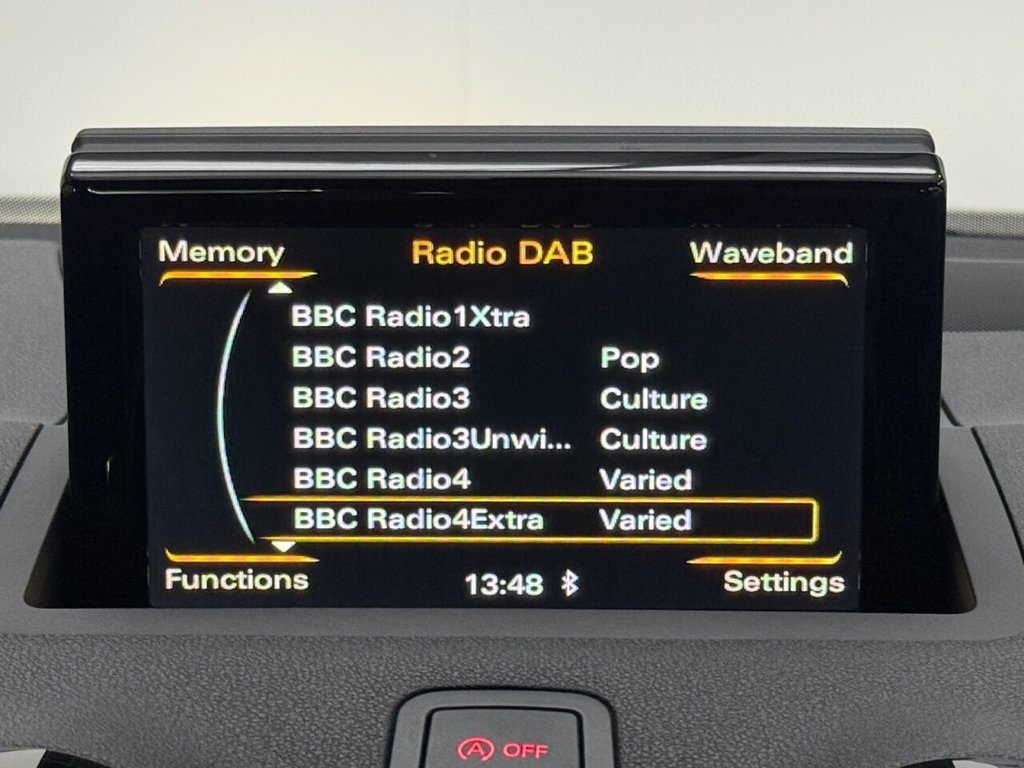 Memory Radio DAB Waveband
BBC Radio1Xtra
BBC Radio2 Pop
BBC Radio3 Culture
BBC Radio3Unwi... Culture
BBC Radio4 Varied
BBC Radio4Extra Varied
Functions 13:48 Settings
A OFF